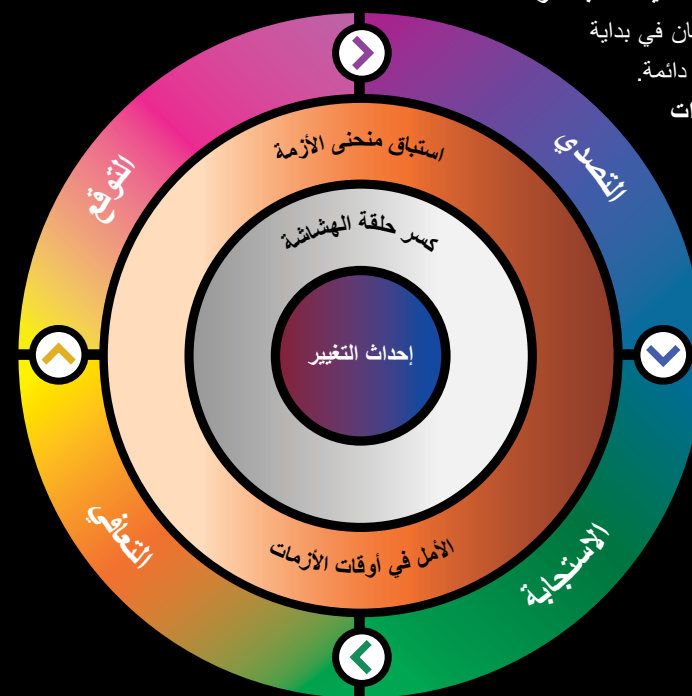 ان في بداية
دائمة.
ات
استباق منحنى الأزمة
التصدي
التوقع
كسر حلقة الهشاشة
إحداث التغيير
التعافي
الاستجابة
الأمل في أوقات الأزمات